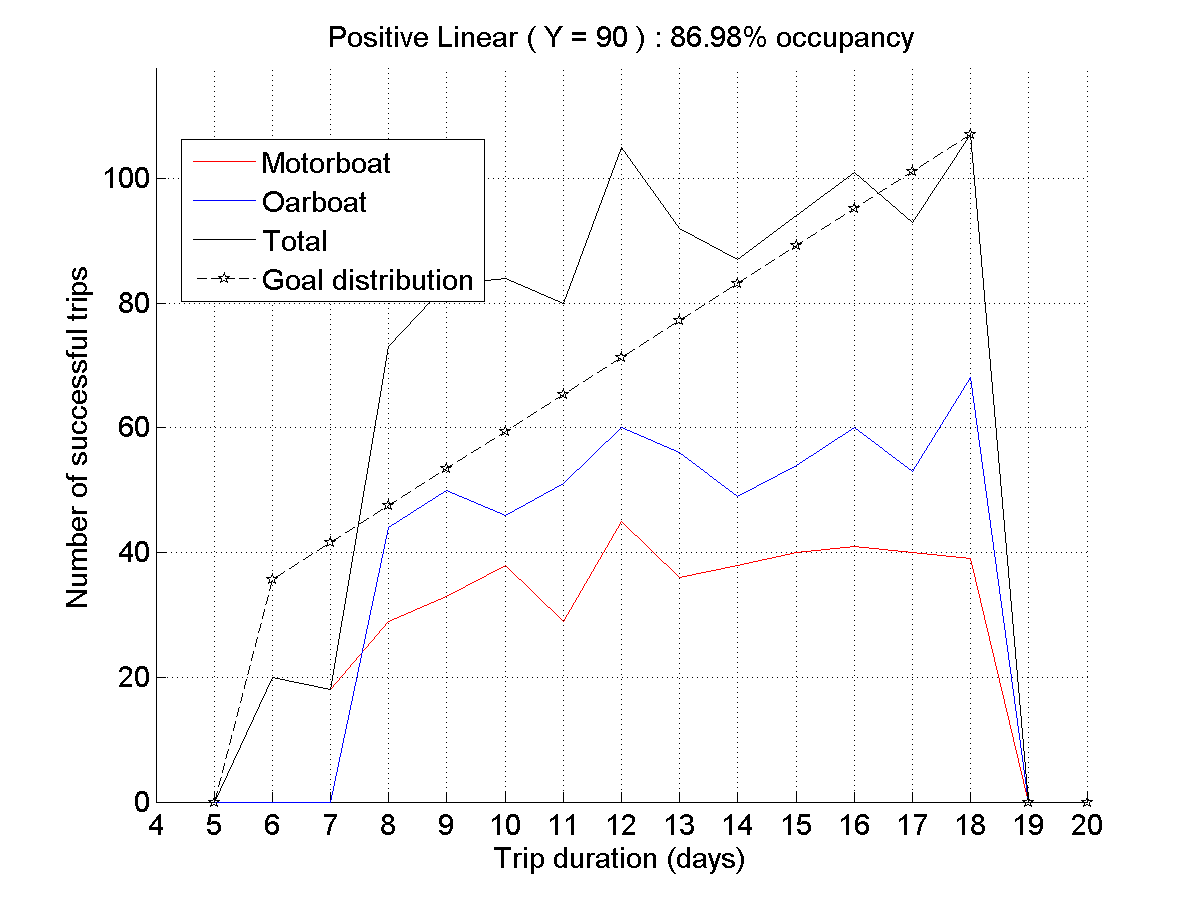 Positive Linear ( Y = 90 ) : 86.98% occupancy
Motorboat
Oarboat
Total
Goal distribution
Number of successful trips
100
80
60
40
20
0
4 5 6 7 8 9 10 11 12 13 14 15 16 17 18 19 20
Trip duration (days)